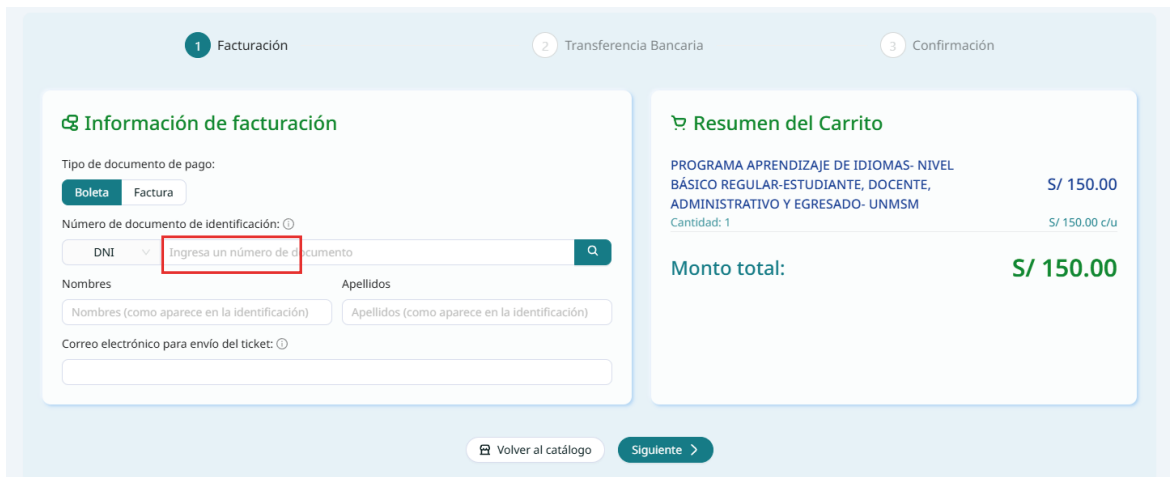 1 Facturación
2 Transferencia Bancaria
3 Confirmación
Información de facturación
Tipo de documento de pago:
Boleta Factura
Número de documento de identificación:
DNI Ingresa un número de documento
Nombres Apellidos
Nombres (como aparece en la identificación) Apellidos (como aparece en la identificación)
Correo electrónico para envío del ticket:
Resumen del Carrito
PROGRAMA APRENDIZAJE DE IDIOMAS- NIVEL
BÁSICO REGULAR-ESTUDIANTE, DOCENTE,
ADMINISTRATIVO Y EGRESADO- UNMSM
S/ 150.00
Cantidad: 1 S/ 150.00 c/u
Monto total: S/ 150.00
Volver al catálogo Siguiente